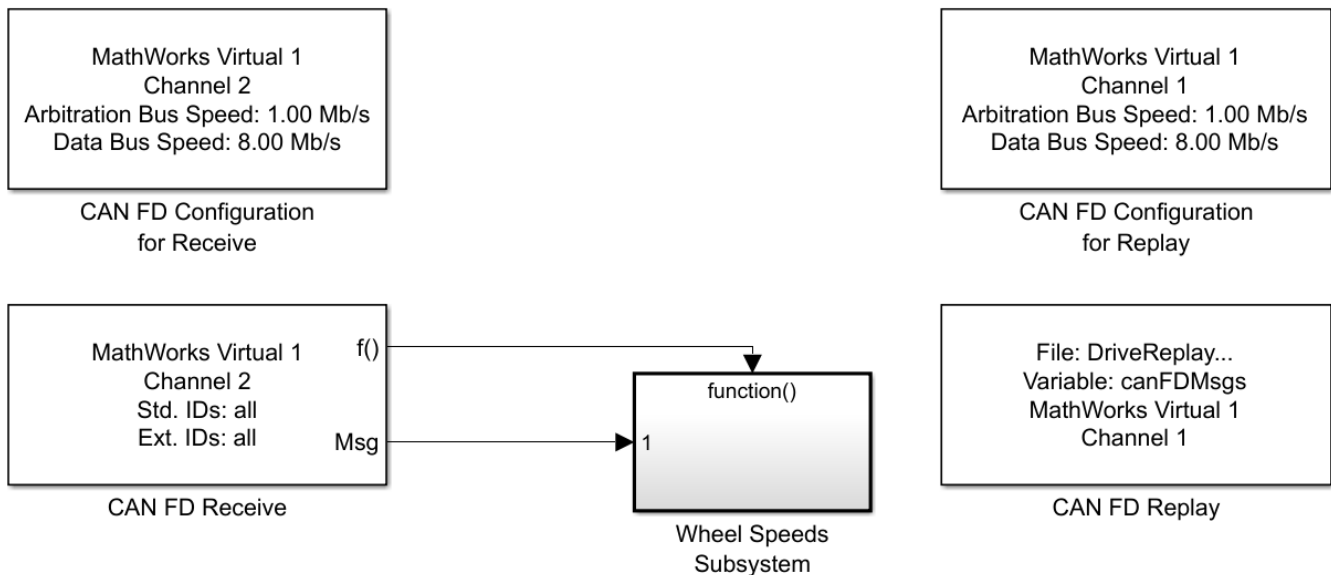 MathWorks Virtual 1
Channel 2
Arbitration Bus Speed: 1.00 Mb/s
Data Bus Speed: 8.00 Mb/s
CAN FD Configuration
for Receive
MathWorks Virtual 1
Channel 1
Arbitration Bus Speed: 1.00 Mb/s
Data Bus Speed: 8.00 Mb/s
CAN FD Configuration
for Replay
MathWorks Virtual 1
Channel 2
Std. IDs: all
Ext. IDs: all
f()
Msg
CAN FD Receive
function()
1
Wheel Speeds
Subsystem
File: DriveReplay...
Variable: canFDMsgs
MathWorks Virtual 1
Channel 1
CAN FD Replay